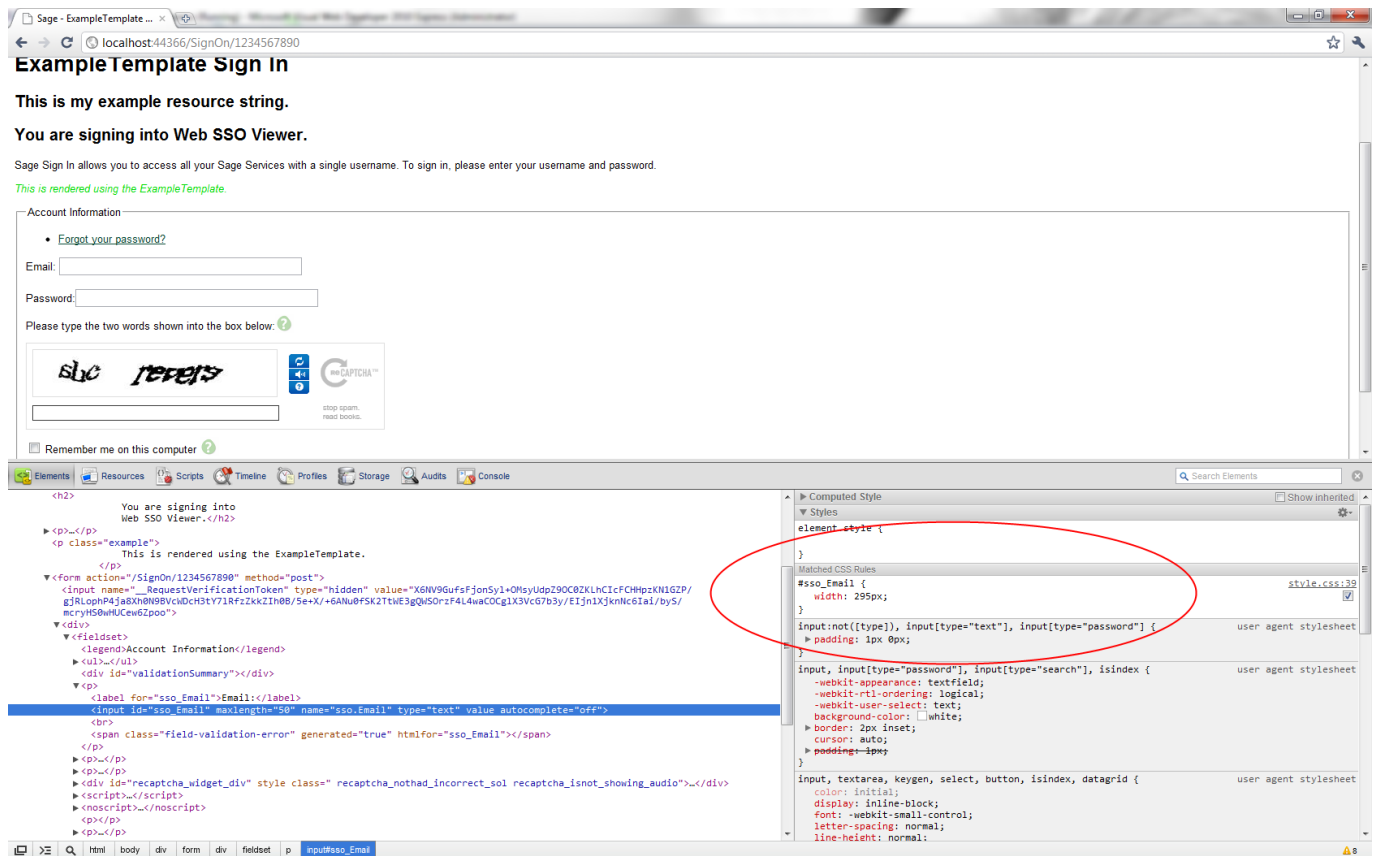 Sage - ExampleTemplate ... ×
localhost:44366/SignOn/1234567890
ExampleTemplate Sign In
This is my example resource string.
You are signing into Web SSO Viewer.
Sage Sign In allows you to access all your Sage Services with a single username. To sign in, please enter your username and password.
This is rendered using the ExampleTemplate.
Account Information
• Forgot your password?
Email:
Password:
Please type the two words shown into the box below: ?
CAPTCHA™
stop spam.
read books.
Remember me on this computer ?
Elements Resources Scripts Timeline Profiles Storage Audits Console Search Elements
<h2>
You are signing into
Web SSO Viewer.</h2>
▶<p>…</p>
<p class="example">
This is rendered using the ExampleTemplate.
</p>
▼<form action="/SignOn/1234567890" method="post">
<input name="__RequestVerificationToken" type="hidden" value="X6NV9GufsFjonSyl+OMsyUdpZ9OC0ZKLhCIcFCHHpzKN1GZP/
gjRLophP4ja8Xh0N9BVcWDcH3tY7lRfzZkkZIh0B/5e+X/+6ANu0fSK2TtWE3gQWSOrzF4L4waCOCglX3VcG7b3y/EIjn1XjknNc6Iai/byS/
mcryHS0wHUCew6Zpoo">
▼<div>
▼<fieldset>
<legend>Account Information</legend>
▶<ul>…</ul>
<div id="validationSummary"></div>
▼<p>
<label for="sso_Email">Email:</label>
<input id="sso_Email" maxlength="50" name="sso.Email" type="text" value autocomplete="off">
<br>
<span class="field-validation-error" generated="true" htmlfor="sso_Email"></span>
</p>
▶<p>…</p>
▶<p>…</p>
▶<div id="recaptcha_widget_div" style class=" recaptcha_nothad_incorrect_sol recaptcha_isnot_showing_audio">…</div>
▶<script>…</script>
▶<noscript>…</noscript>
<p></p>
▶<p>…</p>
▶ Computed Style Show inherited
▼ Styles
element.style {
}
Matched CSS Rules
#sso_Email { style.css:39
width: 295px;
}
input:not([type]), input[type="text"], input[type="password"] { user agent stylesheet
▶ padding: 1px 0px;
}
input, input[type="password"], input[type="search"], isindex { user agent stylesheet
-webkit-appearance: textfield;
-webkit-rtl-ordering: logical;
-webkit-user-select: text;
background-color: white;
▶ border: 2px inset;
cursor: auto;
▶ padding: 1px;
}
input, textarea, keygen, select, button, isindex, datagrid { user agent stylesheet
color: initial;
display: inline-block;
font: -webkit-small-control;
letter-spacing: normal;
line-height: normal;
html body div form div fieldset p input#sso_Email 8